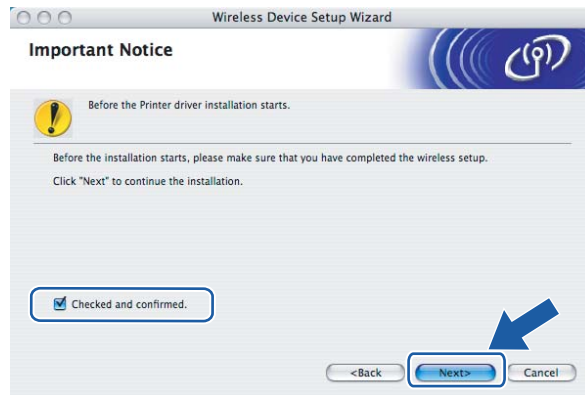 Wireless Device Setup Wizard
Important Notice
Before the Printer driver installation starts.
Before the installation starts, please make sure that you have completed the wireless setup.
Click "Next" to continue the installation.
Checked and confirmed.
<Back Next> Cancel